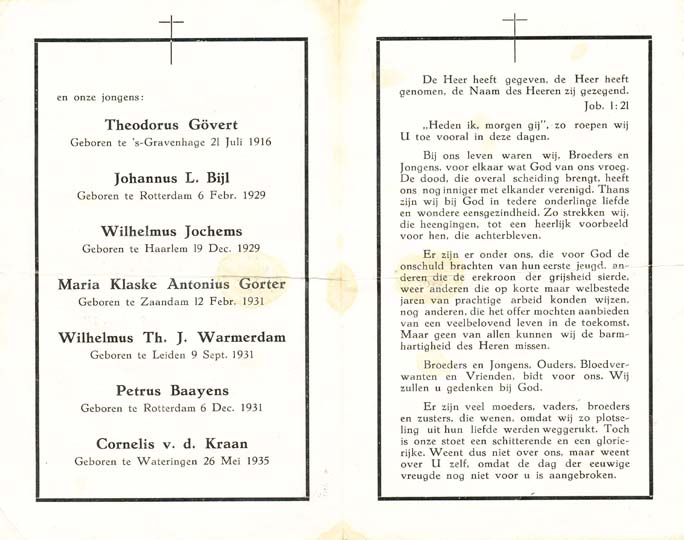 en onze jongens:
Theodorus Gövert
Geboren te 's-Gravenhage 21 Juli 1916
Johannus L. Bijl
Geboren te Rotterdam 6 Febr. 1929
Wilhelmus Jochems
Geboren te Haarlem 19 Dec. 1929
Maria Klaske Antonius Gorter
Geboren te Zaandam 12 Febr. 1931
Wilhelmus Th. J. Warmerdam
Geboren te Leiden 9 Sept. 1931
Petrus Baayens
Geboren te Rotterdam 6 Dec. 1931
Cornelis v. d. Kraan
Geboren te Wateringen 26 Mei 1935
De Heer heeft gegeven, de Heer heeft
genomen, de Naam des Heeren zij gezegend.
Job. 1:21
„Heden ik, morgen gij", zo roepen wij
U toe vooral in deze dagen.
Bij ons leven waren wij, Broeders en
Jongens, voor elkaar wat God van ons vroeg.
De dood, die overal scheiding brengt, heeft
ons nog inniger met elkander verenigd. Thans
zijn wij bij God in tedere onderlinge liefde
en wondere eensgezindheid. Zo strekken wij,
die heengingen, tot een heerlijk voorbeeld
voor hen, die achterbleven.
Er zijn er onder ons, die voor God de
onschuld brachten van hun eerste jeugd, an-
deren die de erekroon der grijsheid sierde,
weer anderen die op korte maar welbestede
jaren van prachtige arbeid konden wijzen,
nog anderen, die het offer mochten aanbieden
van een veelbelovend leven in de toekomst.
Maar geen van allen kunnen wij de barm-
hartigheid des Heren missen.
Broeders en Jongens, Ouders, Bloedver-
wanten en Vrienden, bidt voor ons. Wij
zullen u gedenken bij God.
Er zijn veel moeders, vaders, broeders
en zusters, die wenen, omdat wij zo plotse-
ling uit hun liefde werden weggerukt. Toch
is onze stoet een schitterende en een glorie-
rijke. Weent dus niet over ons, maar weent
over U zelf, omdat de dag der eeuwige
vreugde nog niet voor u is aangebroken.